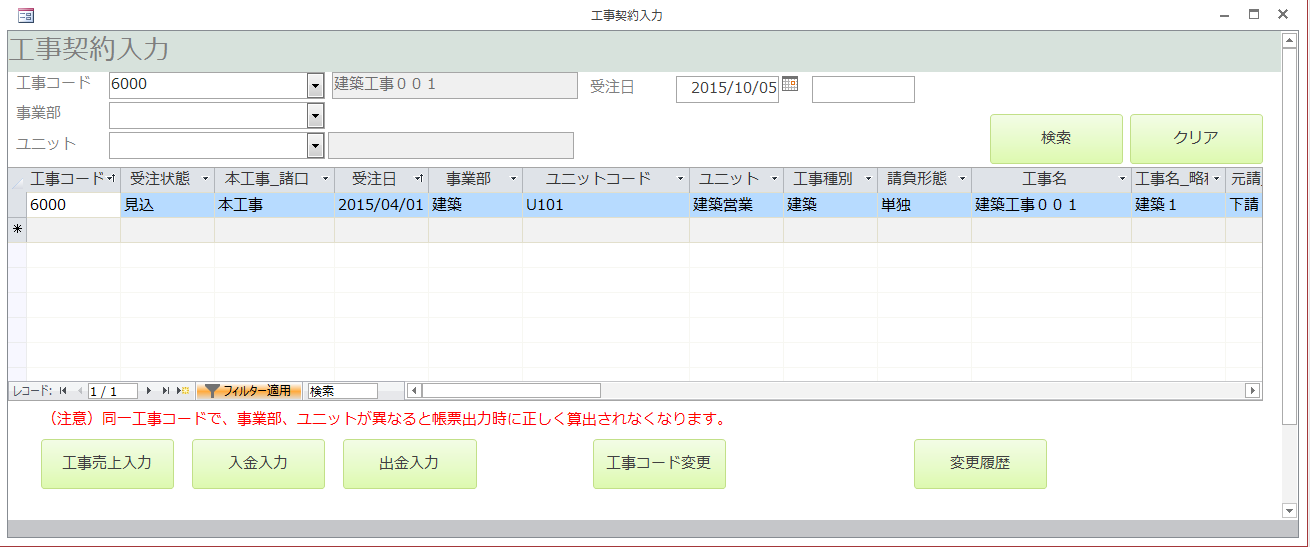 工事契約入力
工事契約入力
工事コード 6000 建築工事００１ 受注日 2015/10/05
事業部
ユニット
検索 クリア
工事コード 受注状態 本工事_諸口 受注日 事業部 ユニットコード ユニット 工事種別 請負形態 工事名 工事名_略称 元請_
6000 見込 本工事 2015/04/01 建築 U101 建築営業 建築 単独 建築工事００１ 建築１ 下請
レコード: 1 / 1 フィルター適用 検索
（注意）同一工事コードで、事業部、ユニットが異なると帳票出力時に正しく算出されなくなります。
工事売上入力 入金入力 出金入力 工事コード変更 変更履歴